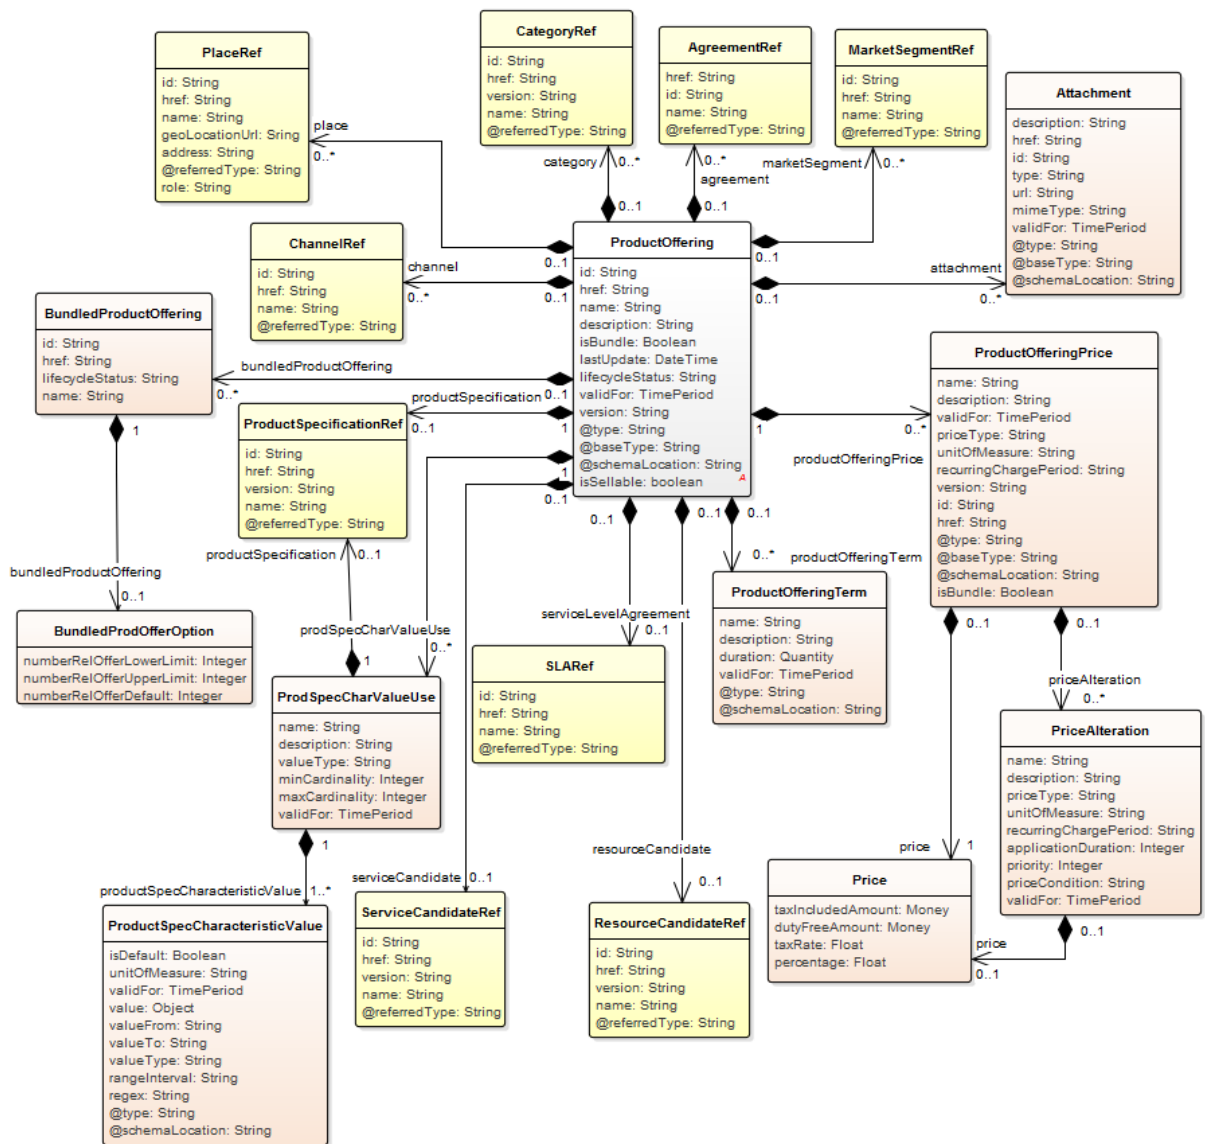 CategoryRef
id: String
href: String
version: String
name: String
@referredType: String
AgreementRef
href: String
id: String
name: String
@referredType: String
MarketSegmentRef
id: String
href: String
name: String
@referredType: String
PlaceRef
id: String
href: String
name: String
geoLocationUrl: Sring
address: String
@referredType: String
role: String
place
0..*
Attachment
description: String
href: String
id: String
type: String
url: String
mimeType: String
validFor: TimePeriod
@type: String
@baseType: String
@schemaLocation: String
category
0..*
0..*
agreement
marketSegment
0..*
0..1
0..1
0..1
0..1
ChannelRef
id: String
href: String
name: String
@referredType: String
channel
0..*
0..1
ProductOffering
id: String
href: String
name: String
description: String
isBundle: Boolean
lastUpdate: DateTime
lifecycleStatus: String
validFor: TimePeriod
version: String
@type: String
@baseType: String
@schemaLocation: String
isSellable: boolean
A
attachment
0..1
0..*
BundledProductOffering
id: String
href: String
lifecycleStatus: String
name: String
bundledProductOffering
0..*
0..1
ProductOfferingPrice
name: String
description: String
validFor: TimePeriod
priceType: String
unitOfMeasure: String
recurringChargePeriod: String
version: String
id: String
href: String
@type: String
@baseType: String
@schemaLocation: String
isBundle: Boolean
productSpecification
0..1
1
1
0..*
productOfferingPrice
ProductSpecificationRef
id: String
href: String
version: String
name: String
@referredType: String
1
1
0..1
0..1
0..1
0..1
productSpecification
0..1
0..*
productOfferingTerm
bundledProductOffering
0..1
BundledProdOfferOption
numberRelOfferLowerLimit: Integer
numberRelOfferUpperLimit: Integer
numberRelOfferDefault: Integer
prodSpecCharValueUse
0..*
1
serviceLevelAgreement
0..1
ProductOfferingTerm
name: String
description: String
duration: Quantity
validFor: TimePeriod
@type: String
@schemaLocation: String
0..1
0..1
SLARef
id: String
href: String
name: String
@referredType: String
ProdSpecCharValueUse
name: String
description: String
valueType: String
minCardinality: Integer
maxCardinality: Integer
validFor: TimePeriod
priceAlteration
0..*
PriceAlteration
name: String
description: String
priceType: String
unitOfMeasure: String
recurringChargePeriod: String
applicationDuration: Integer
priority: Integer
priceCondition: String
validFor: TimePeriod
1
productSpecCharacteristicValue
1..*
serviceCandidate
0..1
resourceCandidate
0..1
price
1
Price
taxIncludedAmount: Money
dutyFreeAmount: Money
taxRate: Float
percentage: Float
0..1
price
0..1
ProductSpecCharacteristicValue
isDefault: Boolean
unitOfMeasure: String
validFor: TimePeriod
value: Object
valueFrom: String
valueTo: String
valueType: String
rangeInterval: String
regex: String
@type: String
@schemaLocation: String
ServiceCandidateRef
id: String
href: String
version: String
name: String
@referredType: String
ResourceCandidateRef
id: String
href: String
version: String
name: String
@referredType: String